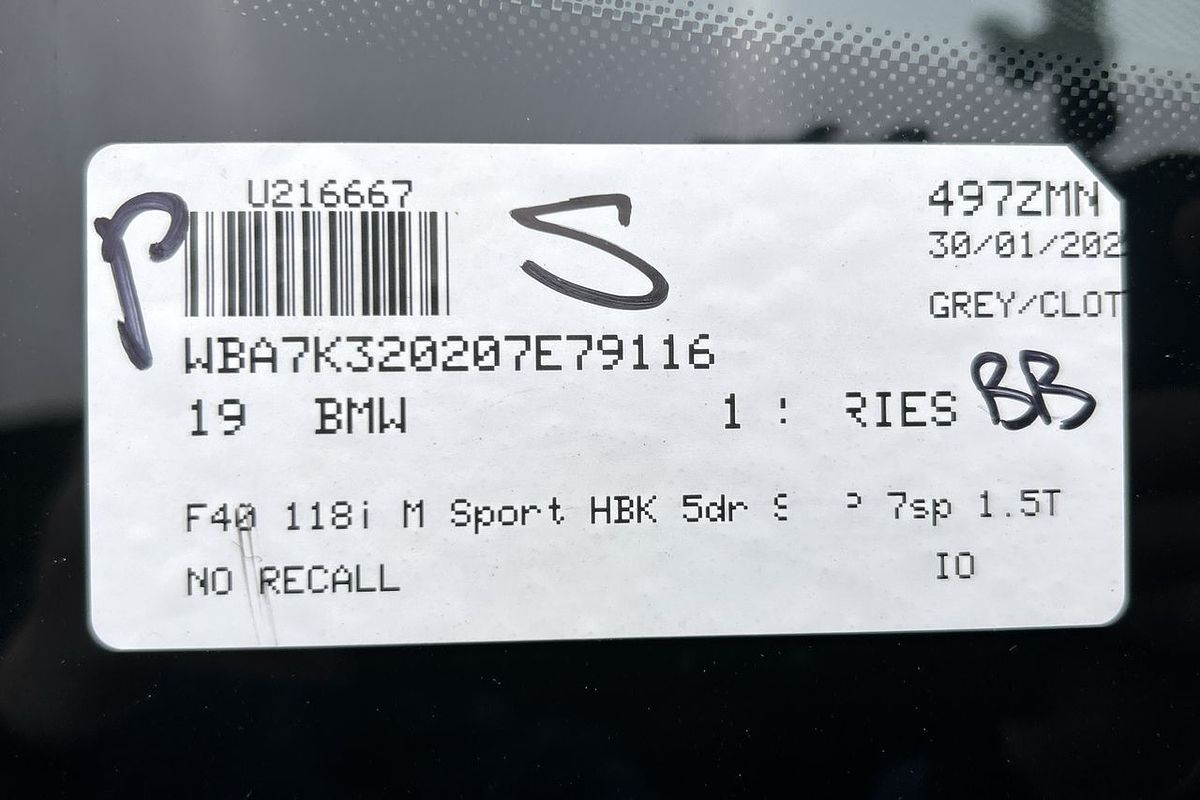 U216667
P
S
497ZMN
30/01/202
GREY/CLOT
WBA7K320207E79116
19 BMW 1 : RIES BB
F40 118i M Sport HBK 5dr S P 7sp 1.5T
NO RECALL IO